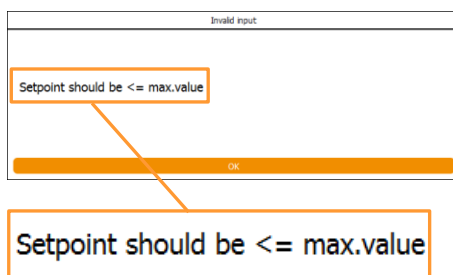 Invalid input
Setpoint should be <= max.value
OK
Setpoint should be <= max.value